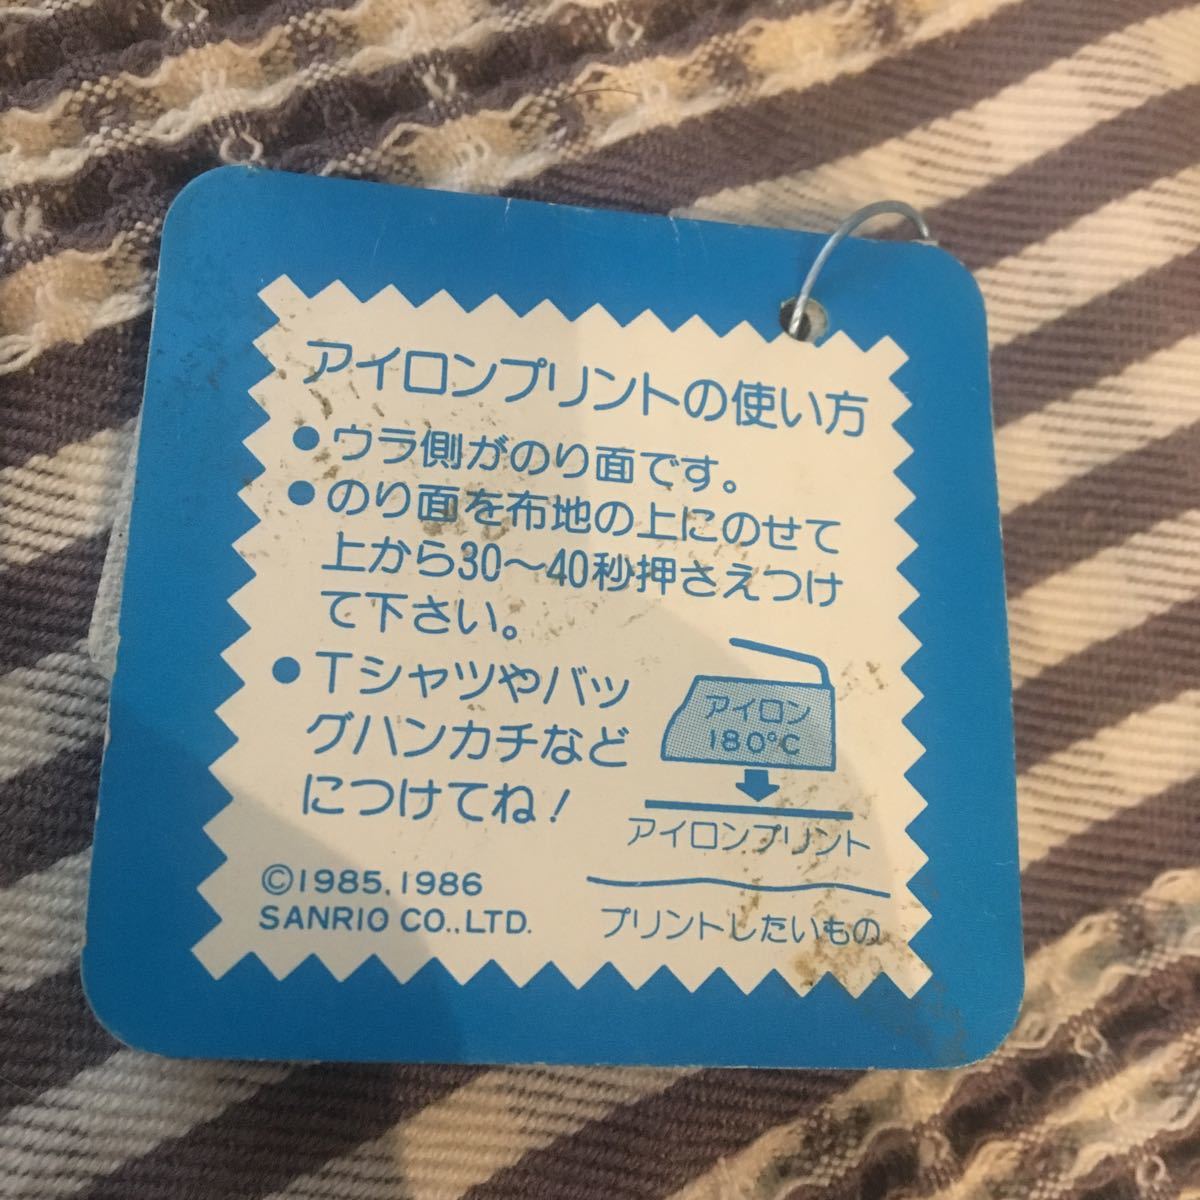 アイロンプリントの使い方
●ウラ側がのり面です。
●のり面を布地の上にのせて
上から30〜40秒押さえつけ
て下さい。
●Tシャツやバッ
グハンカチなど
につけてね!
アイロン
180°C
アイロンプリント
プリントしたいもの
©1985,1986
SANRIO CO.,LTD.